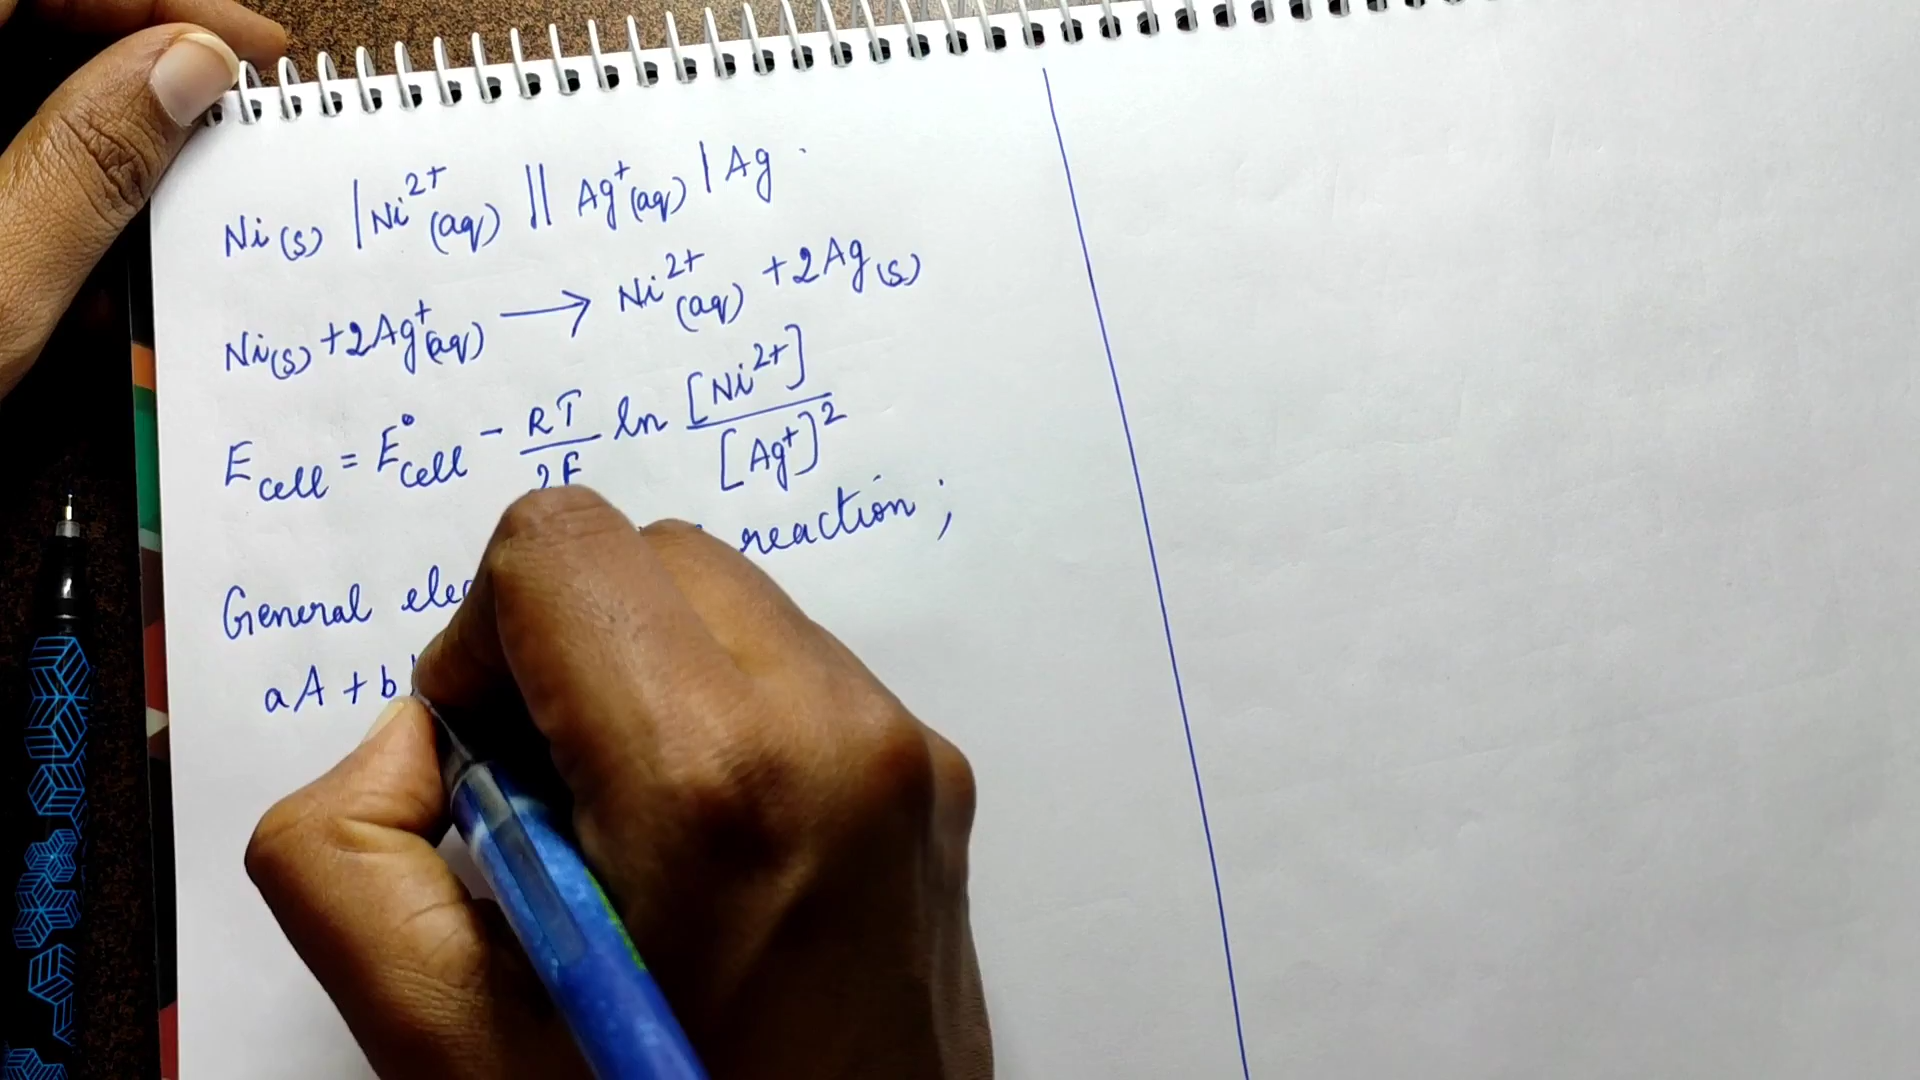 Ni(s) | Ni²⁺(aq) || Ag⁺(aq) | Ag.
Ni(s) + 2Ag⁺(aq) ⟶ Ni²⁺(aq) + 2Ag(s)
E cell = E°cell - RT/2F ln [Ni²⁺]/[Ag⁺]²
General reaction ;
aA + b